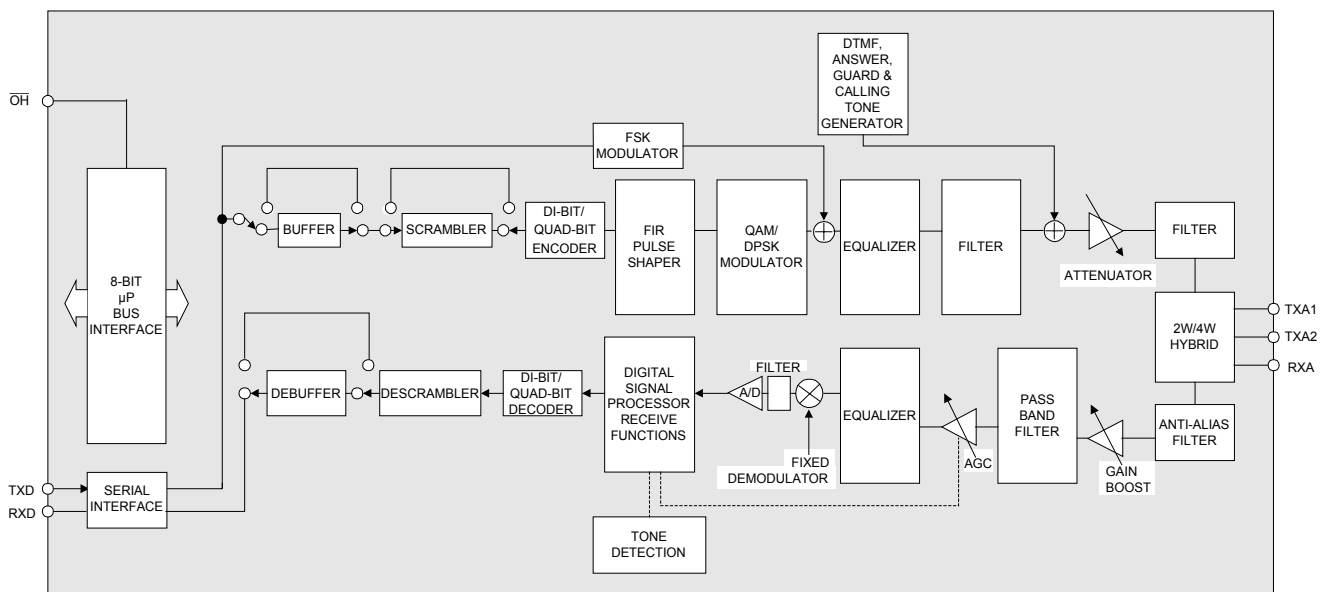 DTMF,
ANSWER,
GUARD &
CALLING
TONE
GENERATOR
OH
FSK
MODULATOR
BUFFER
SCRAMBLER
DI-BIT/
QUAD-BIT
ENCODER
FIR
PULSE
SHAPER
QAM/
DPSK
MODULATOR
EQUALIZER
FILTER
ATTENUATOR
FILTER
8-BIT
µP
BUS
INTERFACE
2W/4W
HYBRID
TXA1
TXA2
RXA
DEBUFFER
DESCRAMBLER
DI-BIT/
QUAD-BIT
DECODER
DIGITAL
SIGNAL
PROCESSOR
RECEIVE
FUNCTIONS
A/D
FILTER
FIXED
DEMODULATOR
EQUALIZER
AGC
PASS
BAND
FILTER
GAIN
BOOST
ANTI-ALIAS
FILTER
TXD
RXD
SERIAL
INTERFACE
TONE
DETECTION